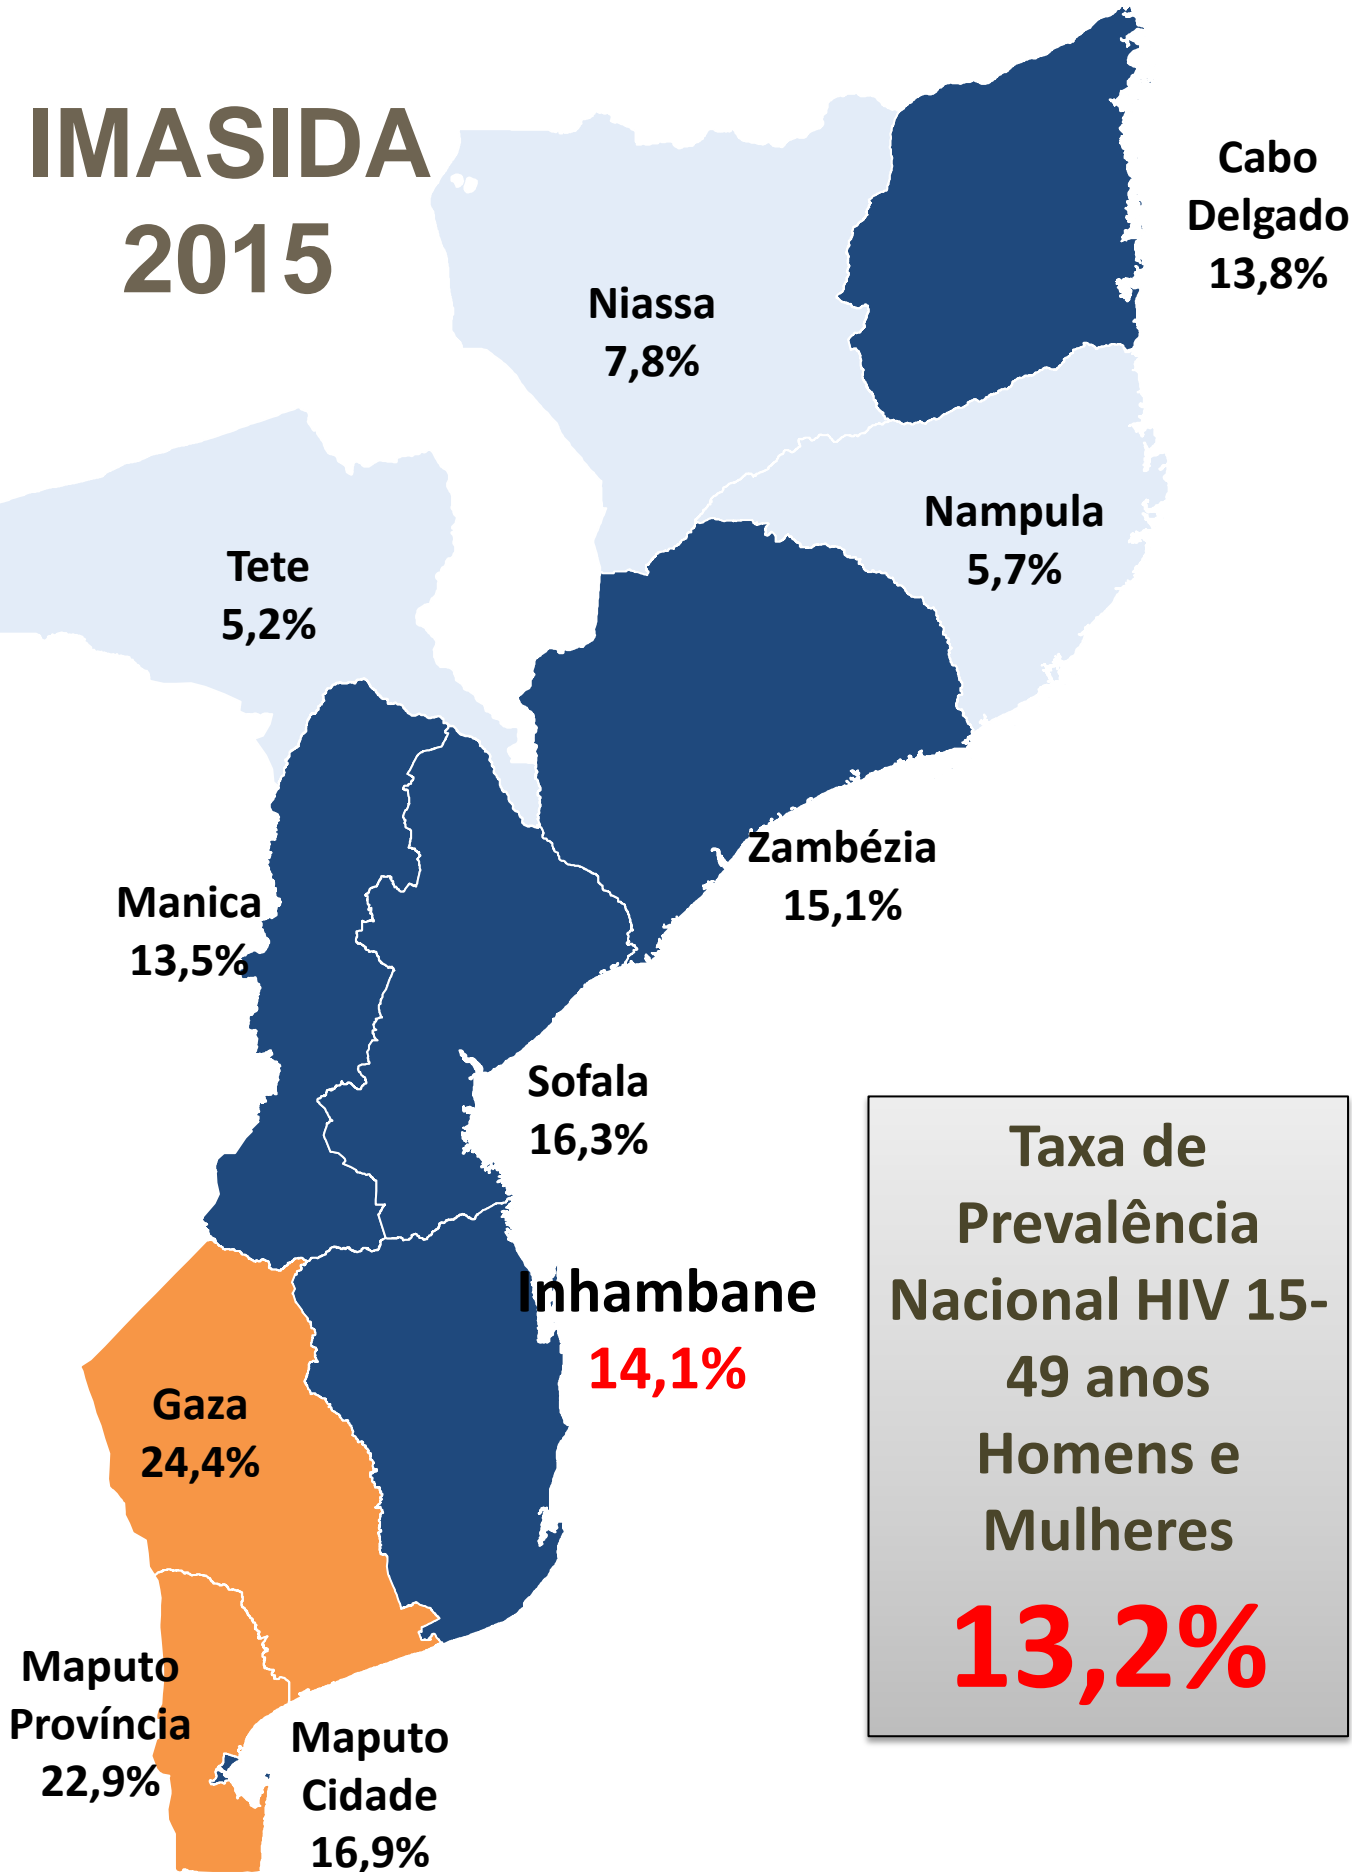 IMASIDA
2015
Cabo
Delgado
13,8%
Niassa
7,8%
Nampula
5,7%
Tete
5,2%
Zambézia
15,1%
Manica
13,5%
Sofala
16,3%
Inhambane
14,1%
Gaza
24,4%
Maputo
Província
22,9%
Maputo
Cidade
16,9%
Taxa de
Prevalência
Nacional HIV 15-
49 anos
Homens e
Mulheres
13,2%